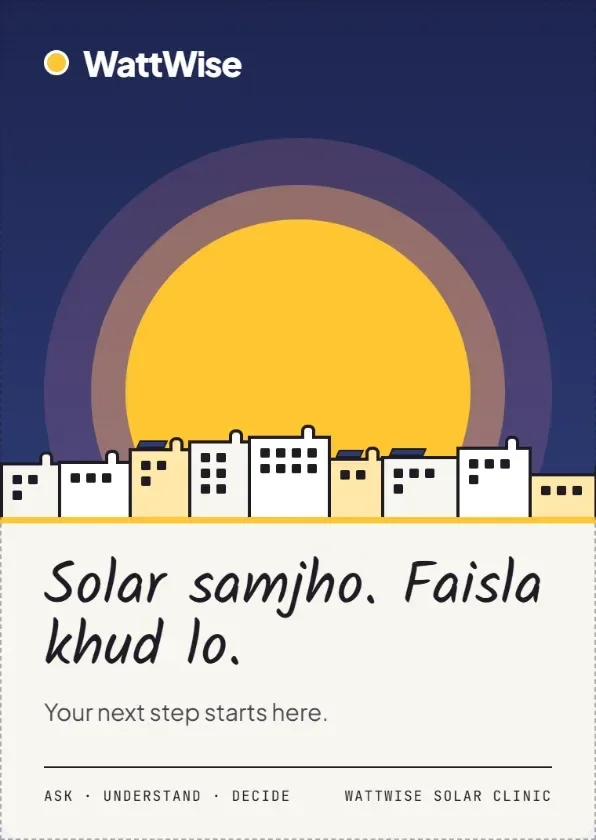 WattWise
Solar samjho. Faisla
khud lo.
Your next step starts here.
ASK · UNDERSTAND · DECIDE WATTWISE SOLAR CLINIC